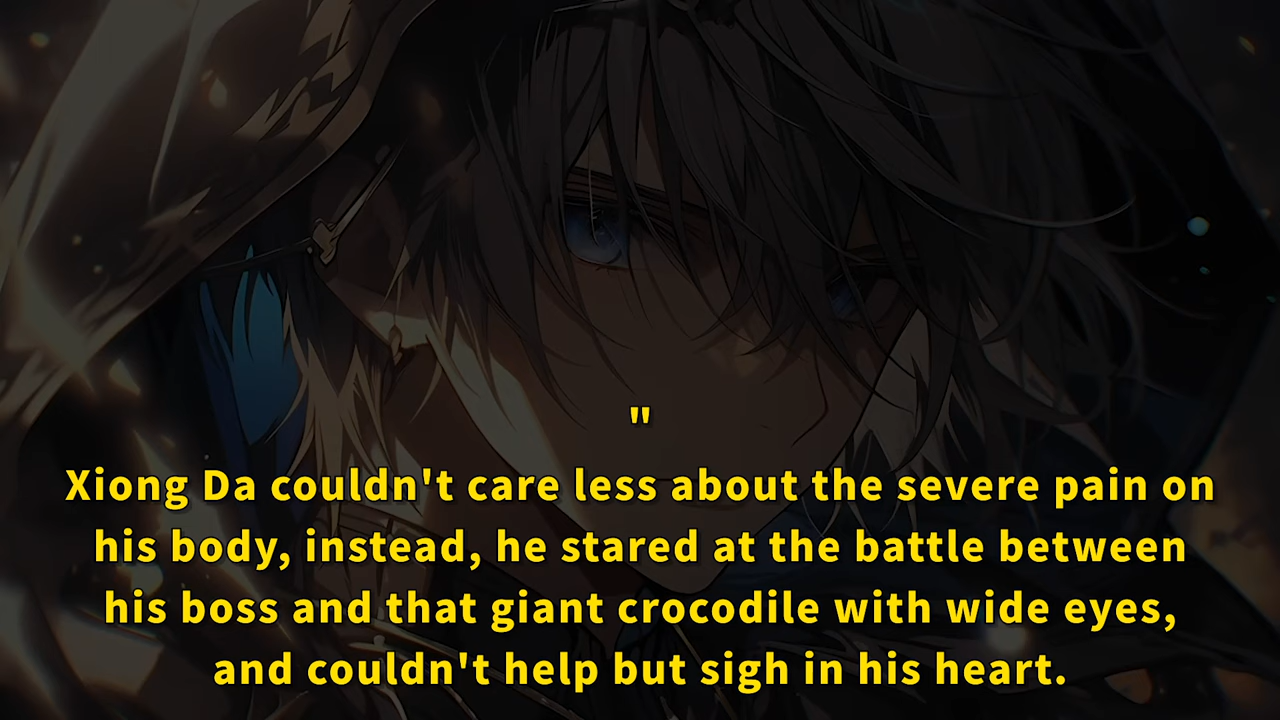 "
Xiong Da couldn't care less about the severe pain on
his body, instead, he stared at the battle between
his boss and that giant crocodile with wide eyes,
and couldn't help but sigh in his heart.